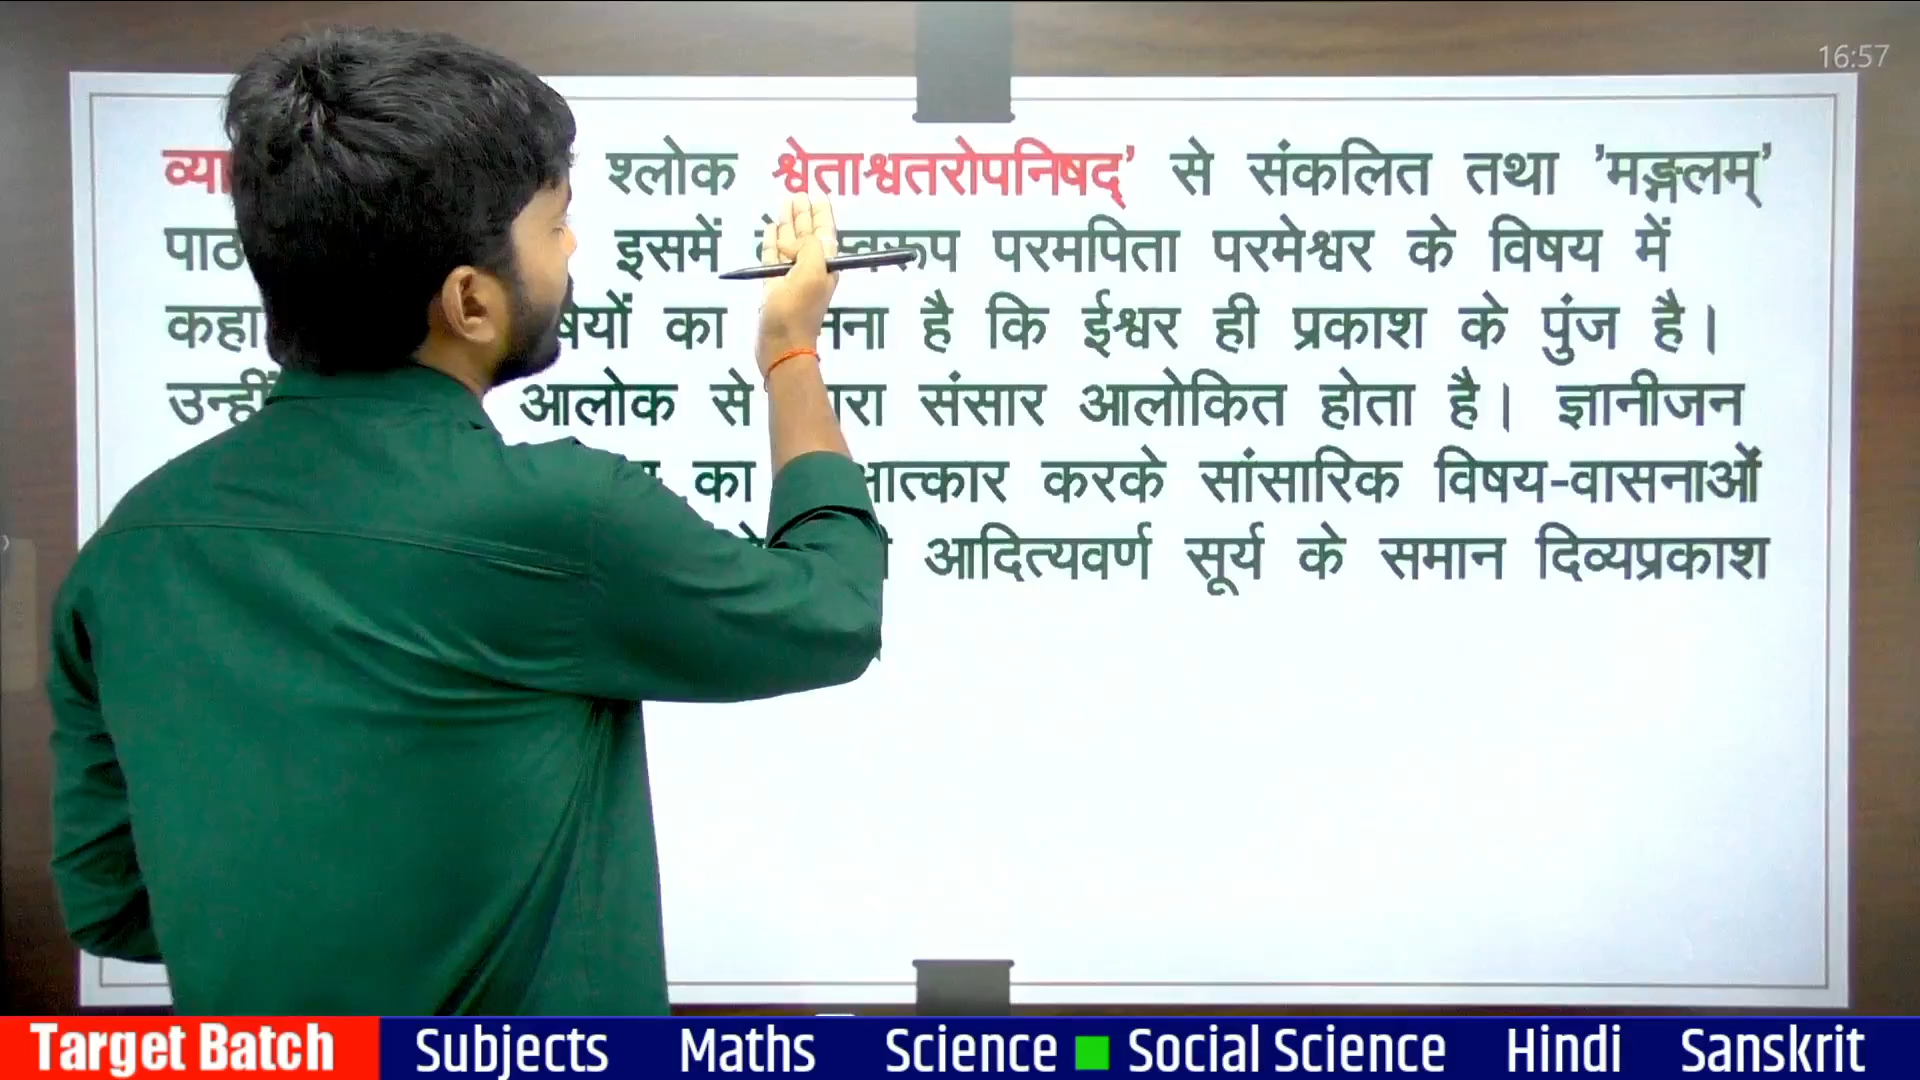 16:57
श्लोक श्वेताश्वतरोपनिषद्’ से संकलित तथा ’मङ्गलम्’
इसमें परमपिता परमेश्वर के विषय में
का है कि ईश्वर ही प्रकाश के पुंज है।
आलोक से संसार आलोकित होता है। ज्ञानीजन
का करके सांसारिक विषय-वासनाओं
आदित्यवर्ण सूर्य के समान दिव्यप्रकाश
Target Batch Subjects Maths Science Social Science Hindi Sanskrit